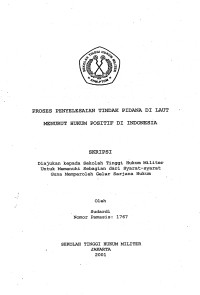 PROSES PENYELESAIAN TINDAK PIDANA DI LAUT
MENURUT HUKUM POSITIF DI INDONESIA
SKRIPSI
Diajukan kepada Sekolah Tinggi Hukum Militer
Untuk Memenuhi Sebagian dari Syarat-syarat
Guna Memperoleh Gelar Sarjana Hukum
Oleh
Sudardi
Nomor Pemasis: 1767
SEKOLAH TINGGI HUKUM MILITER
JAKARTA
2001